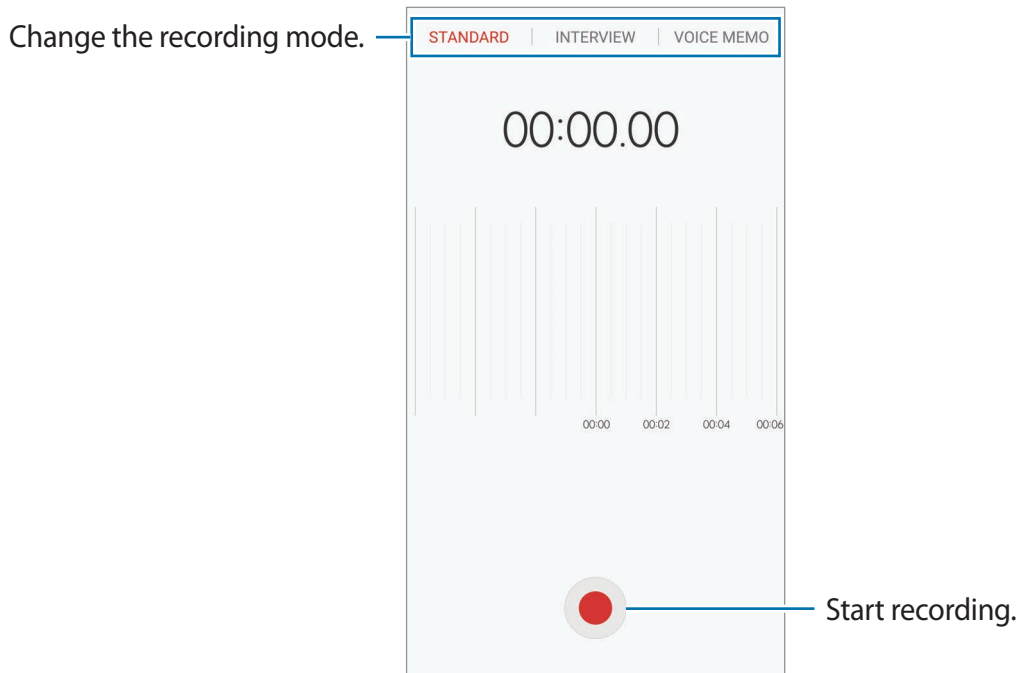 Change the recording mode.
STANDARD | INTERVIEW | VOICE MEMO
00:00.00
00:00 00:02 00:04 00:06
Start recording.